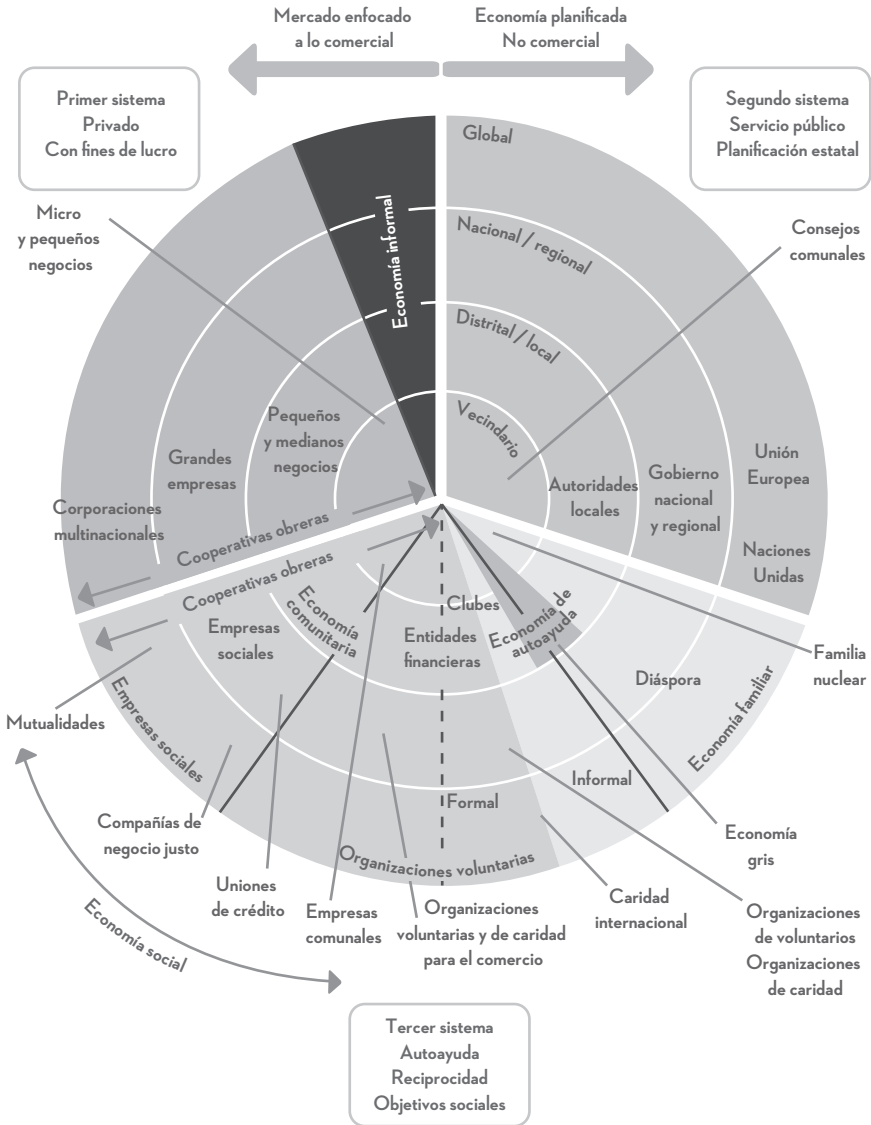 Mercado enfocado
a lo comercial
Economía planificada
No comercial
Primer sistema
Privado
Con fines de lucro
Segundo sistema
Servicio público
Planificación estatal
Micro
y pequeños
negocios
Consejos
comunales
Global
Nacional / regional
Distrital / local
Vecindario
Economía informal
Pequeños
y medianos
negocios
Grandes
empresas
Corporaciones
multinacionales
Autoridades
locales
Gobierno
nacional
y regional
Unión
Europea
Naciones
Unidas
Cooperativas obreras
Cooperativas obreras
Economía
comunitaria
Empresas
sociales
Empresas sociales
Clubes
Entidades
financieras
Economía de
autoayuda
Diáspora
Economía familiar
Familia
nuclear
Mutualidades
Informal
Formal
Organizaciones voluntarias
Compañías de
negocio justo
Uniones
de crédito
Empresas
comunales
Organizaciones
voluntarias y de caridad
para el comercio
Caridad
internacional
Economía
gris
Organizaciones
de voluntarios
Organizaciones
de caridad
Economía social
Tercer sistema
Autoayuda
Reciprocidad
Objetivos sociales